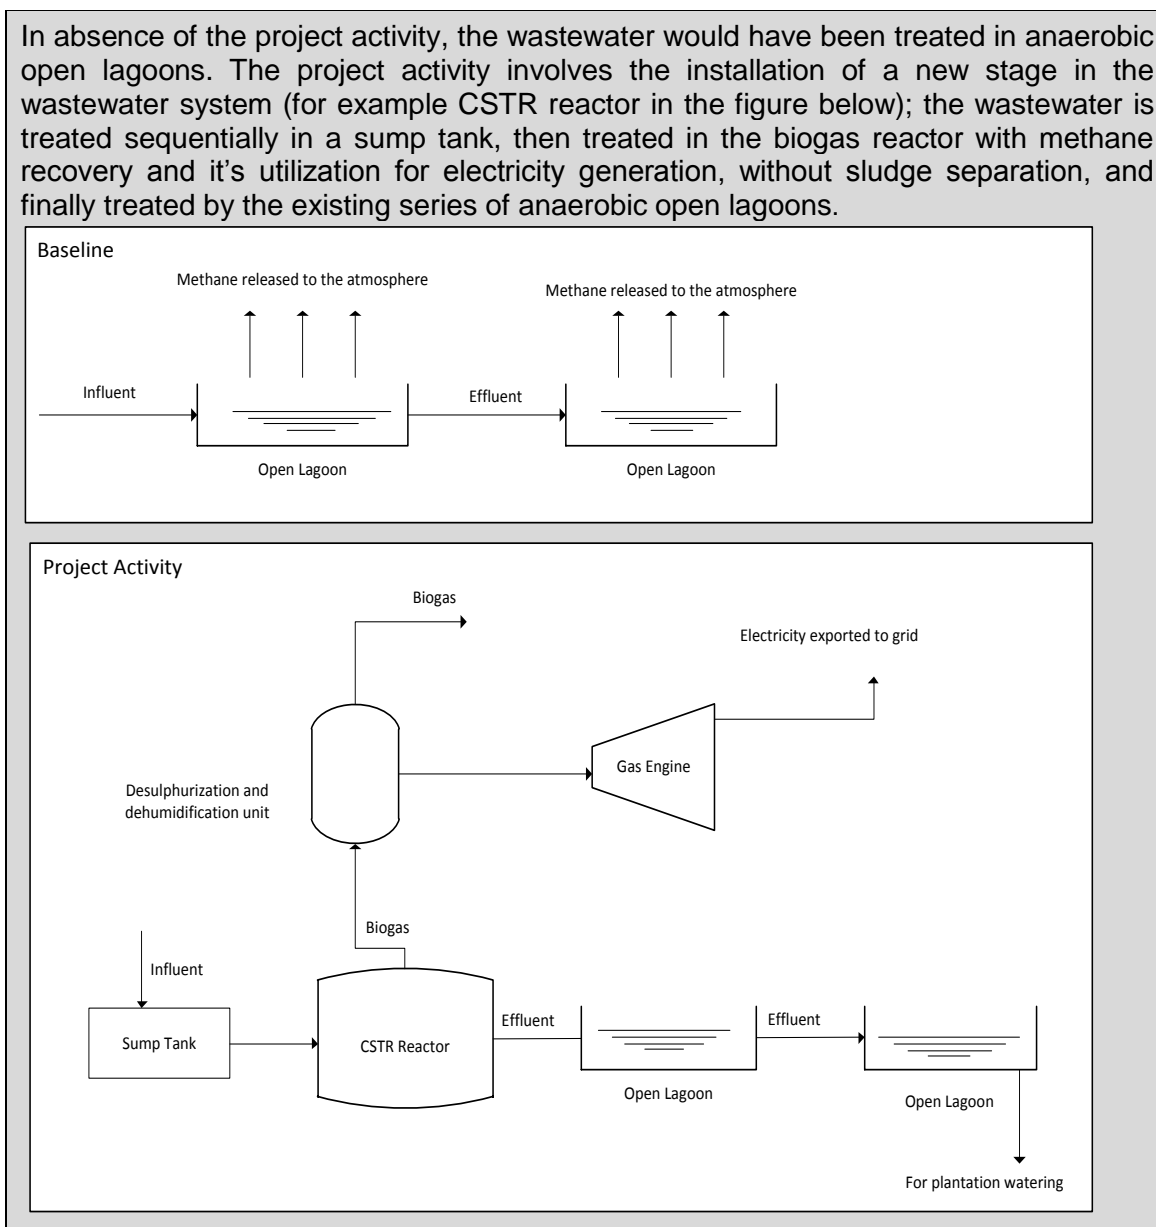 In absence of the project activity, the wastewater would have been treated in anaerobic
open lagoons. The project activity involves the installation of a new stage in the
wastewater system (for example CSTR reactor in the figure below); the wastewater is
treated sequentially in a sump tank, then treated in the biogas reactor with methane
recovery and it's utilization for electricity generation, without sludge separation, and
finally treated by the existing series of anaerobic open lagoons.
Baseline
Methane released to the atmosphere
Methane released to the atmosphere
Influent
Effluent
Open Lagoon
Open Lagoon
Project Activity
Biogas
Electricity exported to grid
Gas Engine
Desulphurization and
dehumidification unit
Biogas
Influent
Sump Tank
CSTR Reactor
Effluent
Effluent
Open Lagoon
Open Lagoon
For plantation watering